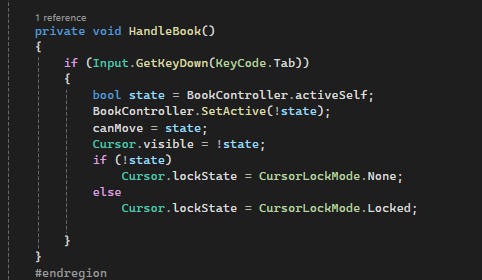 1 reference
private void HandleBook()
{
if (Input.GetKeyDown(KeyCode.Tab))
{
bool state = BookController.activeSelf;
BookController.SetActive(!state);
canMove = state;
Cursor.visible = !state;
if (!state)
Cursor.lockState = CursorLockMode.None;
else
Cursor.lockState = CursorLockMode.Locked;
}
}
#endregion